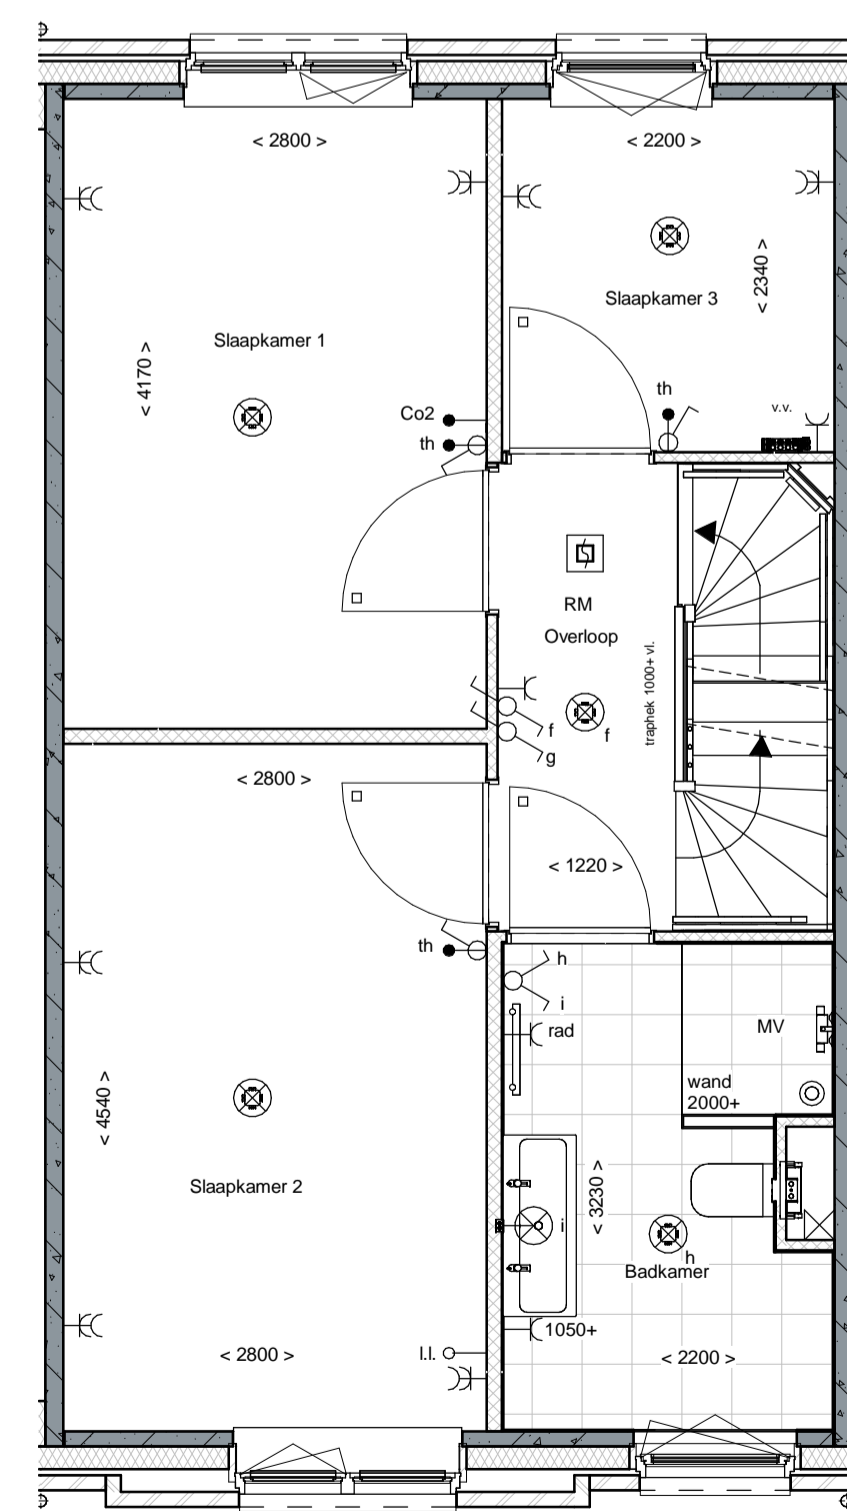 < 2800 >
< 2200 >
< 2340 >
Slaapkamer 3
Slaapkamer 1
< 4170 >
th
v.v.
Co2
th
RM
Overloop
traphek 1000+ vl.
f
f
g
< 2800 >
< 1220 >
th
h
i
rad
MV
wand
2000+
< 4540 >
Slaapkamer 2
< 3230 >
i
h
Badkamer
1050+
l.l.
< 2800 >
< 2200 >